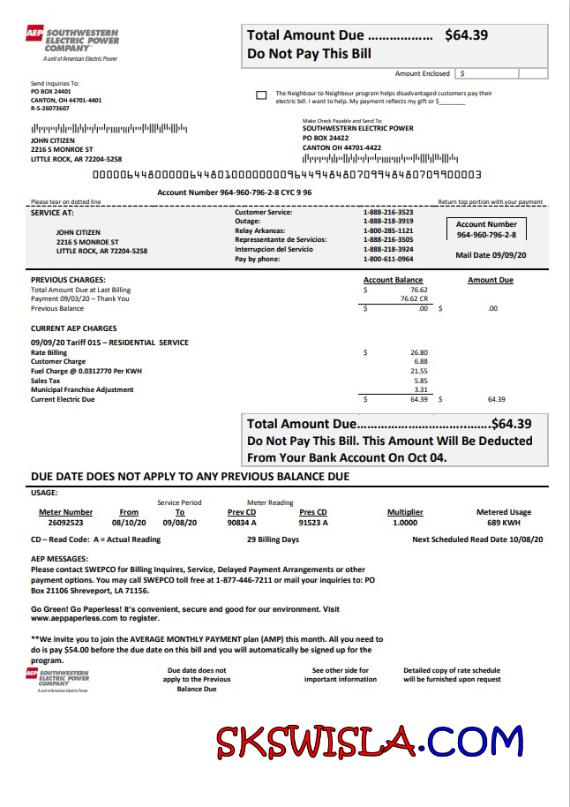 AEP SOUTHWESTERN
ELECTRIC POWER
COMPANY
A unit of American Electric Power
Total Amount Due ……………… $64.39
Do Not Pay This Bill
Amount Enclosed $
Send Inquiries To:
PO BOX 24401
CANTON, OH 44701-4401
R-S-26073607
The Neighbour to Neighbour program helps disadvantaged customers pay their
electric bill. I want to help. My payment reflects my gift or $_______
Make Check Payable and Send To:
SOUTHWESTERN ELECTRIC POWER
PO BOX 24422
CANTON OH 44701-4422
JOHN CITIZEN
2216 S MONROE ST
LITTLE ROCK, AR 72204-5258
Account Number 964-960-796-2-8 CYC 9 96
Please tear on dotted line Return top portion with your payment
SERVICE AT:
JOHN CITIZEN
2216 S MONROE ST
LITTLE ROCK, AR 72204-5258
Customer Service: 1-888-216-3523
Outage: 1-888-218-3919
Relay Arkansas: 1-800-285-1121
Representante de Servicios: 1-888-216-3505
Interrupcion del Servicio 1-888-218-3924
Pay by phone: 1-800-611-0964
Account Number
964-960-796-2-8
Mail Date 09/09/20
PREVIOUS CHARGES: Account Balance Amount Due
Total Amount Due at Last Billing $ 76.62
Payment 09/03/20 – Thank You 76.62 CR
Previous Balance $ .00 $ .00
CURRENT AEP CHARGES
09/09/20 Tariff 015 – RESIDENTIAL SERVICE
Rate Billing $ 26.80
Customer Charge 6.88
Fuel Charge @ 0.0312770 Per KWH 21.55
Sales Tax 5.85
Municipal Franchise Adjustment 3.31
Current Electric Due $ 64.39 $ 64.39
Total Amount Due……………………………$64.39
Do Not Pay This Bill. This Amount Will Be Deducted
From Your Bank Account On Oct 04.
DUE DATE DOES NOT APPLY TO ANY PREVIOUS BALANCE DUE
USAGE:
Service Period Meter Reading
Meter Number From To Prev CD Pres CD Multiplier Metered Usage
26092523 08/10/20 09/08/20 90834 A 91523 A 1.0000 689 KWH
CD – Read Code: A = Actual Reading 29 Billing Days Next Scheduled Read Date 10/08/20
AEP MESSAGES:
Please contact SWEPCO for Billing Inquires, Service, Delayed Payment Arrangements or other
payment options. You may call SWEPCO toll free at 1-877-446-7211 or mail your inquiries to: PO
Box 21106 Shreveport, LA 71156.
Go Green! Go Paperless! It's convenient, secure and good for our environment. Visit
www.aeppaperless.com to register.
**We invite you to join the AVERAGE MONTHLY PAYMENT plan (AMP) this month. All you need to
do is pay $54.00 before the due date on this bill and you will automatically be signed up for the
program.
AEP SOUTHWESTERN
ELECTRIC POWER
COMPANY
A unit of American Electric Power
Due date does not
apply to the Previous
Balance Due
See other side for
important information
Detailed copy of rate schedule
will be furnished upon request
SKSWISLA.COM